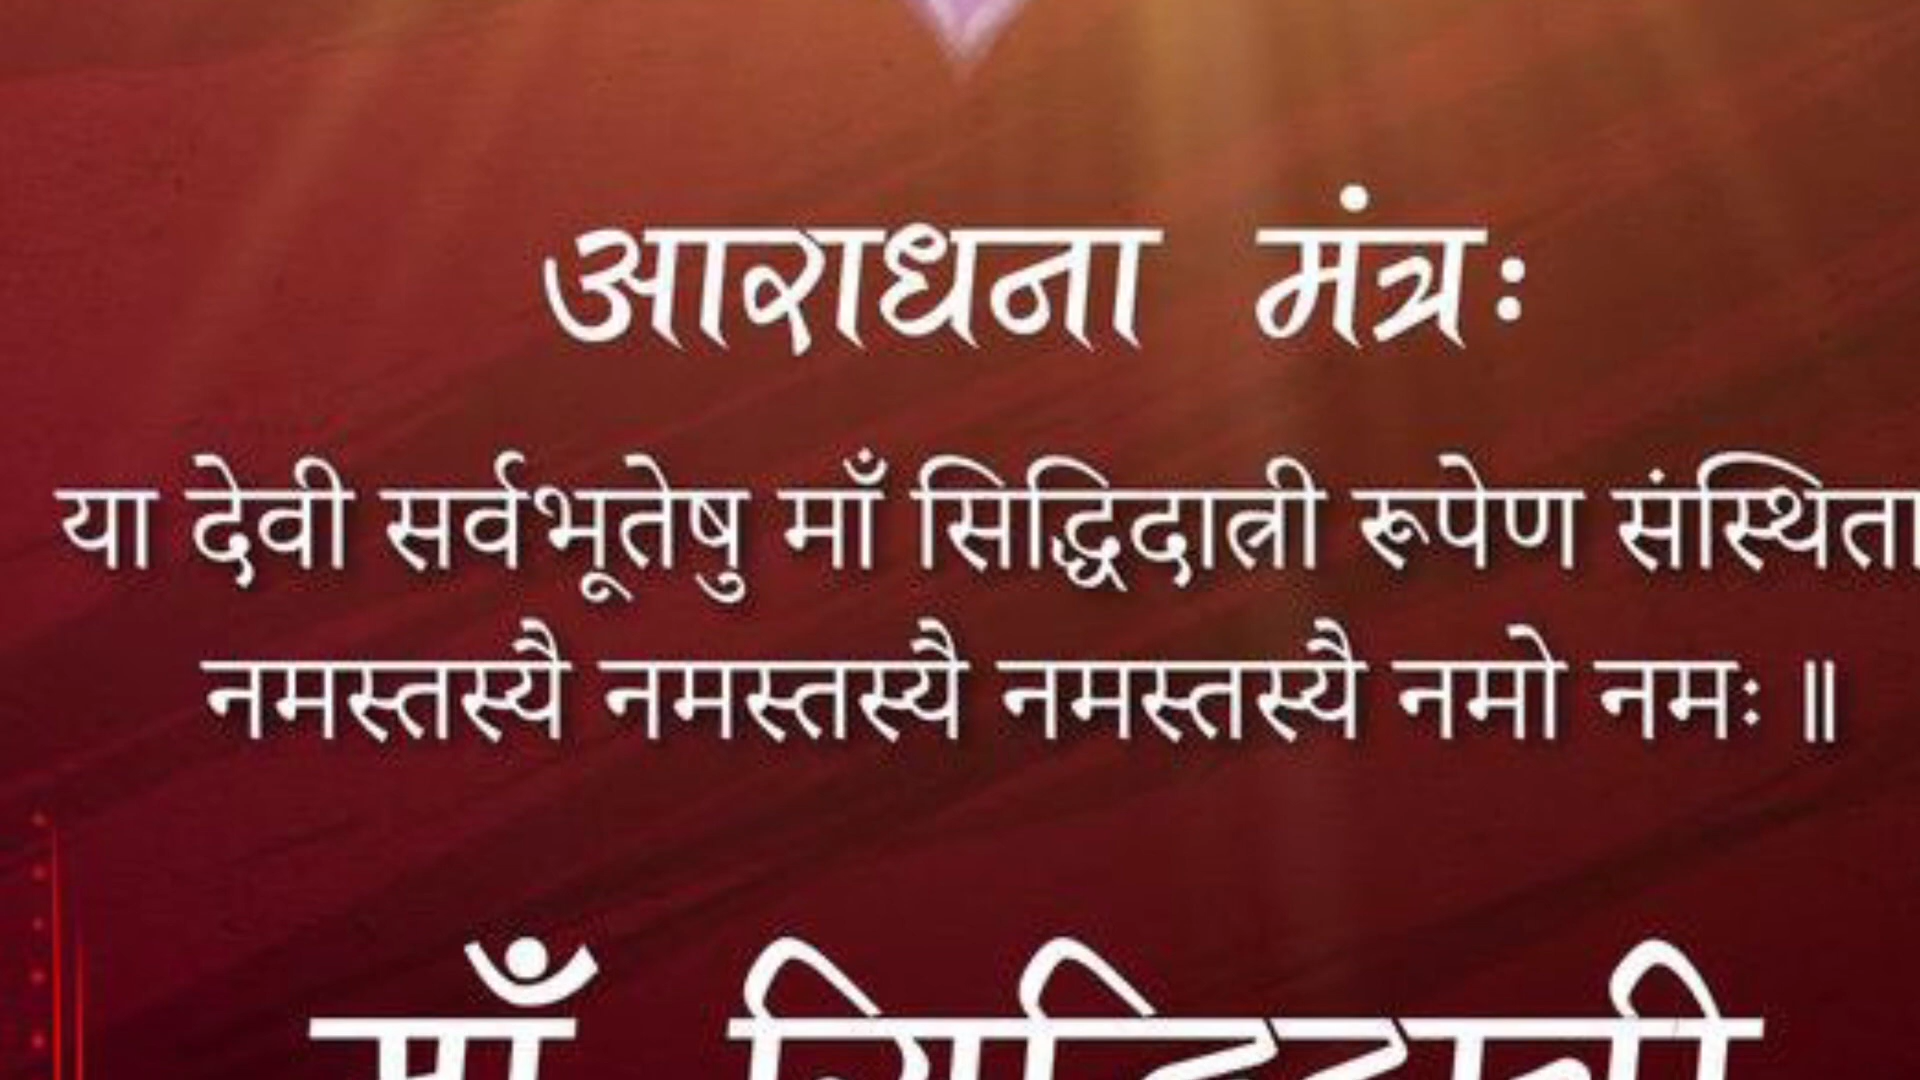 आराधना मंत्रः
या देवी सर्वभूतेषु माँ सिद्धिदात्री रूपेण संस्थिता
नमस्तस्यै नमस्तस्यै नमस्तस्यै नमो नमः ॥
माँ सिद्धिदात्री